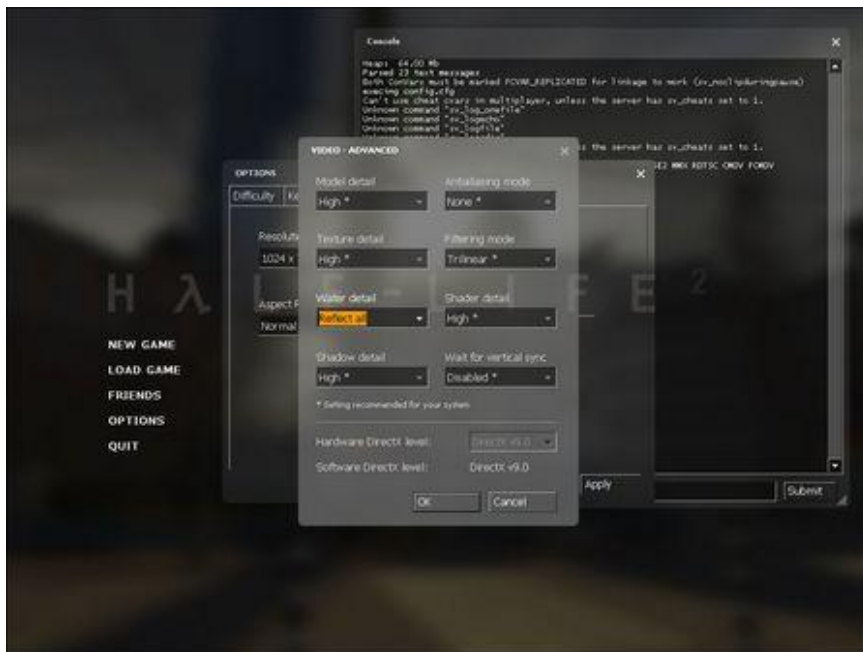 Console
Heap: 64.00 Mb
Parsed 23 text messages
Both ConVars must be marked FCVAR_REPLICATED for linkage to work (sv_noclipduringpause)
execing config.cfg
Can't use cheat cvars in multiplayer, unless the server has sv_cheats set to 1.
Unknown command "sv_log_onefile"
Unknown command "sv_logecho"
Unknown command "sv_logfile"
Unknown command
the server has sv_cheats set to 1.
SE2 MMX RDTSC CMOV FCMOV
OPTIONS
Difficulty
Resolut
1024 x
Aspect R
Normal
Apply
Submit
VIDEO - ADVANCED
Model detail Antialiasing mode
High * None *
Texture detail Filtering mode
High * Trilinear *
Water detail Shader detail
Reflect all High *
Shadow detail Wait for vertical sync
High * Disabled *
* Setting recommended for your system
Hardware DirectX level: DirectX v9.0
Software DirectX level: DirectX v9.0
OK Cancel
H λ L F - L I F E 2
NEW GAME
LOAD GAME
FRIENDS
OPTIONS
QUIT